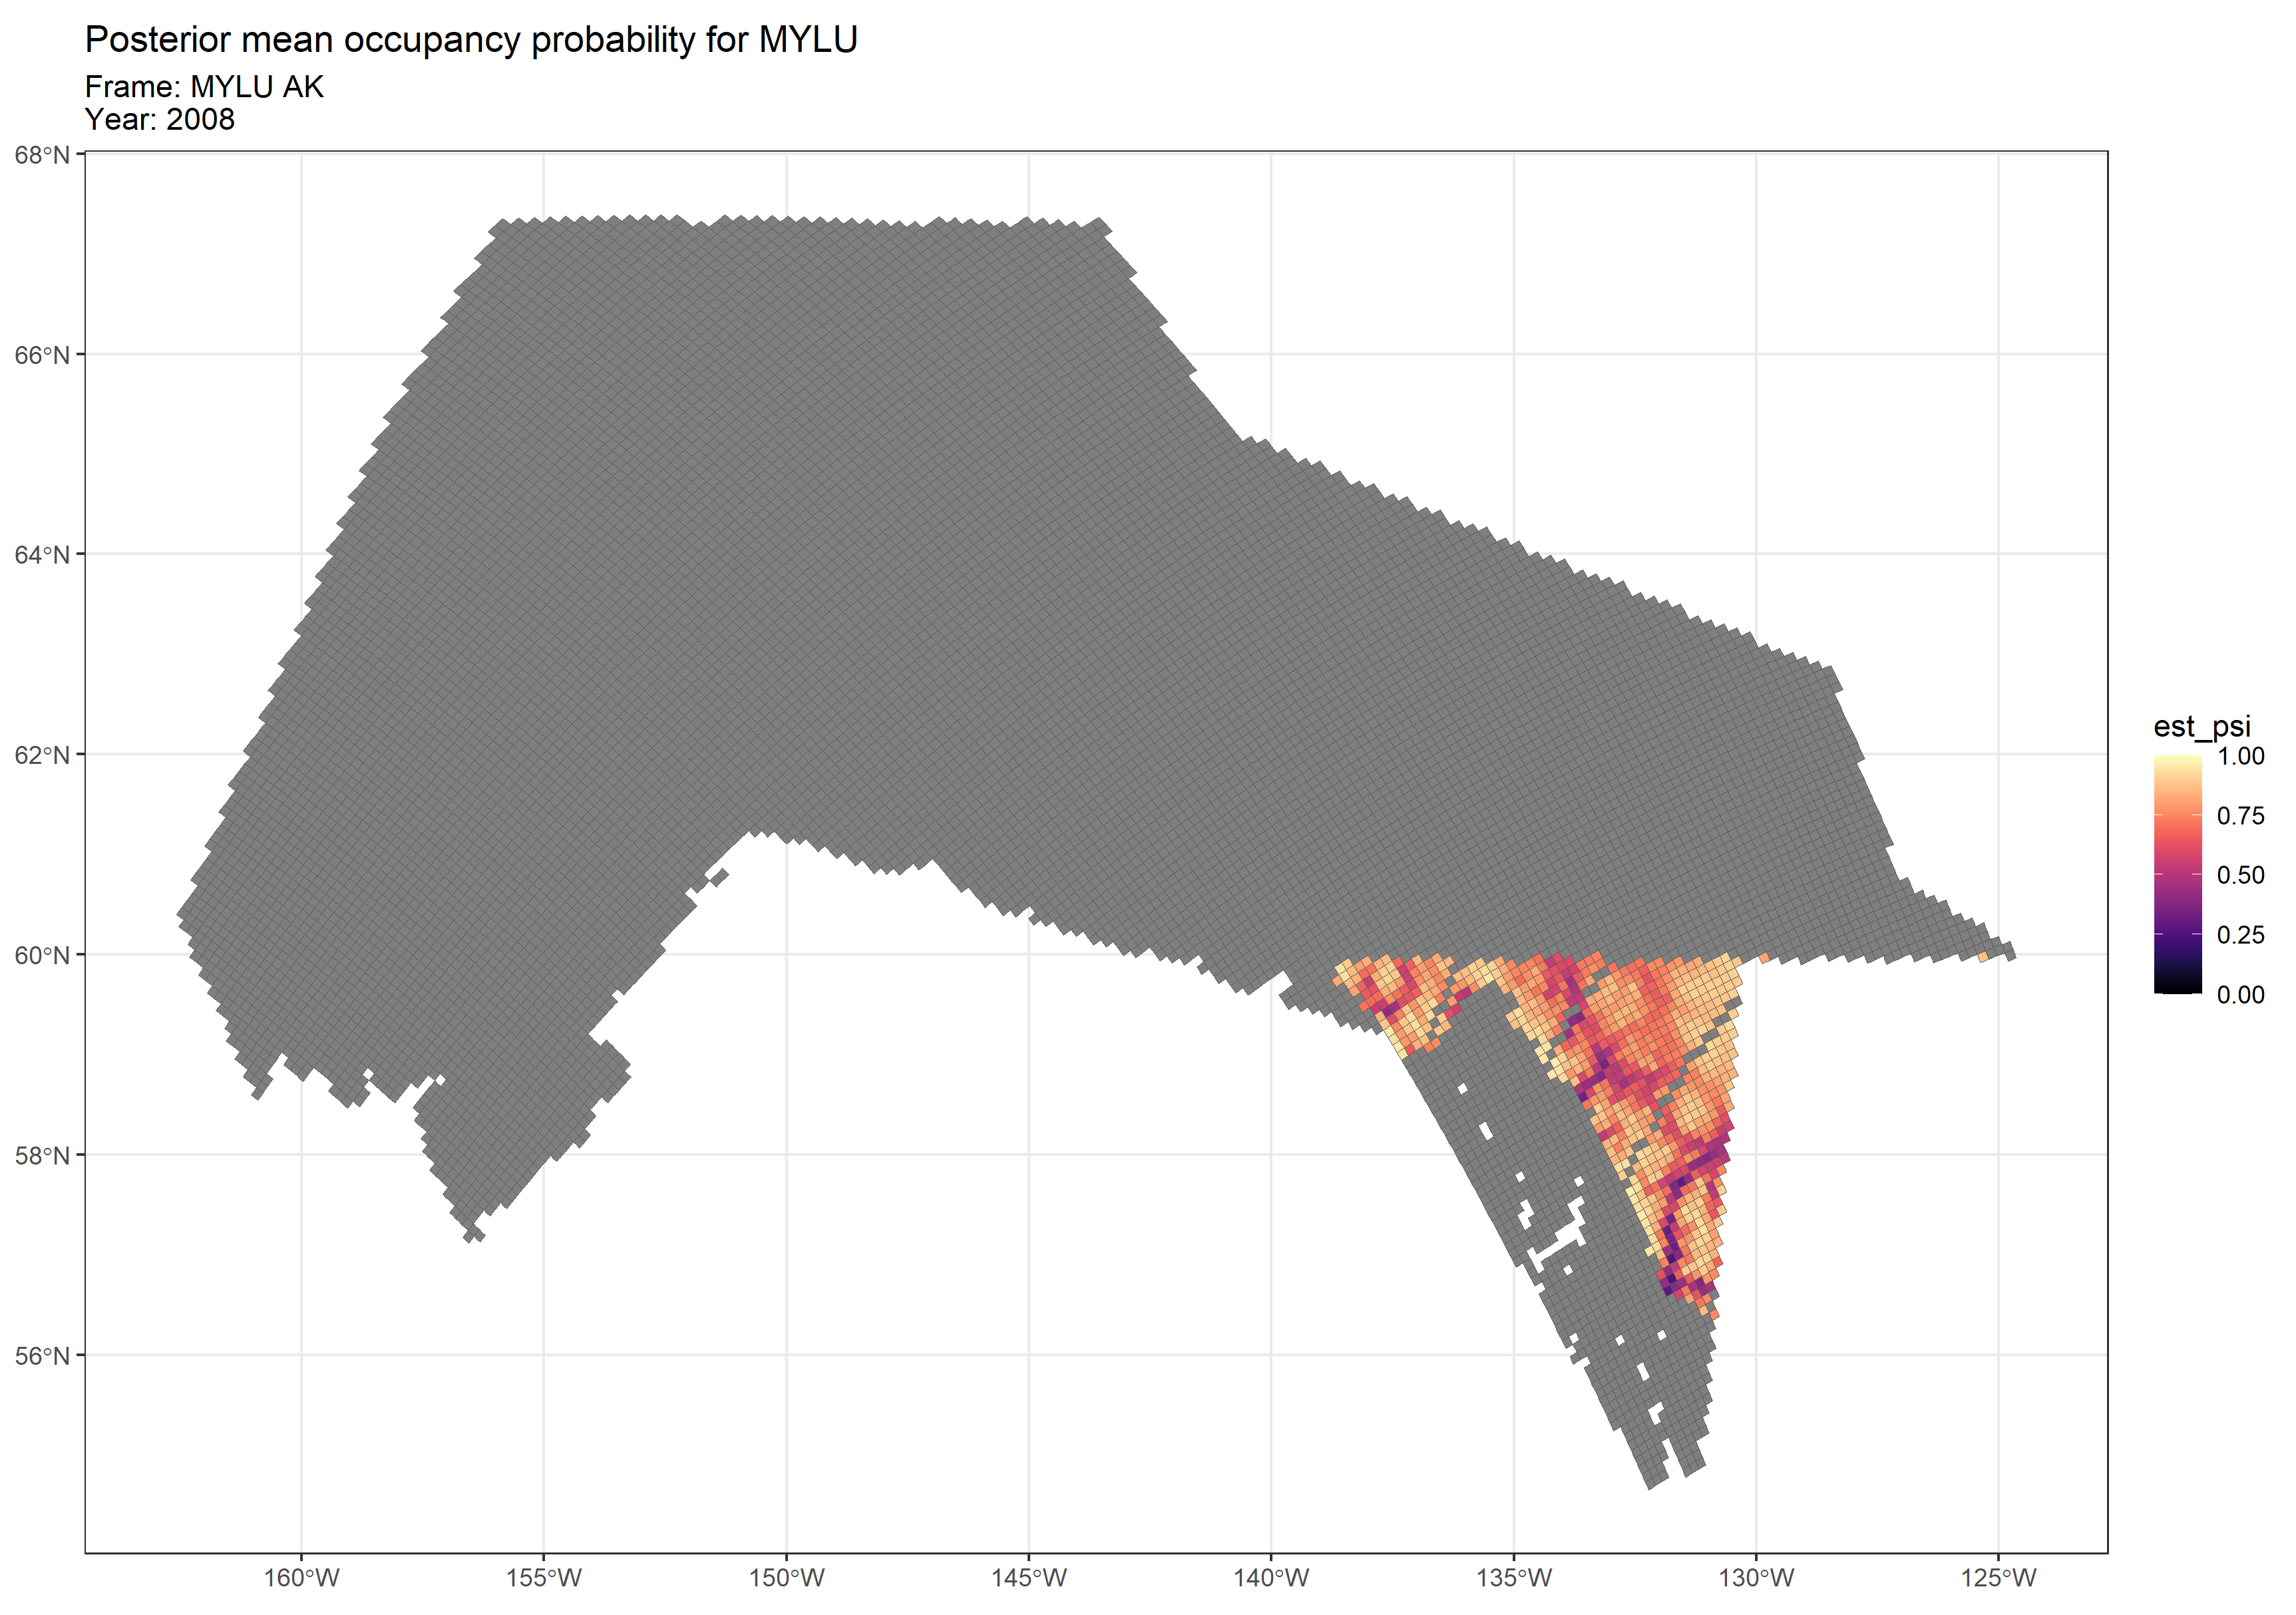 Posterior mean occupancy probability for MYLU
Frame: MYLU AK
Year: 2008
68°N
66°N
64°N
62°N
60°N
58°N
56°N
160°W
155°W
150°W
145°W
140°W
135°W
130°W
125°W
est_psi
1.00
0.75
0.50
0.25
0.00